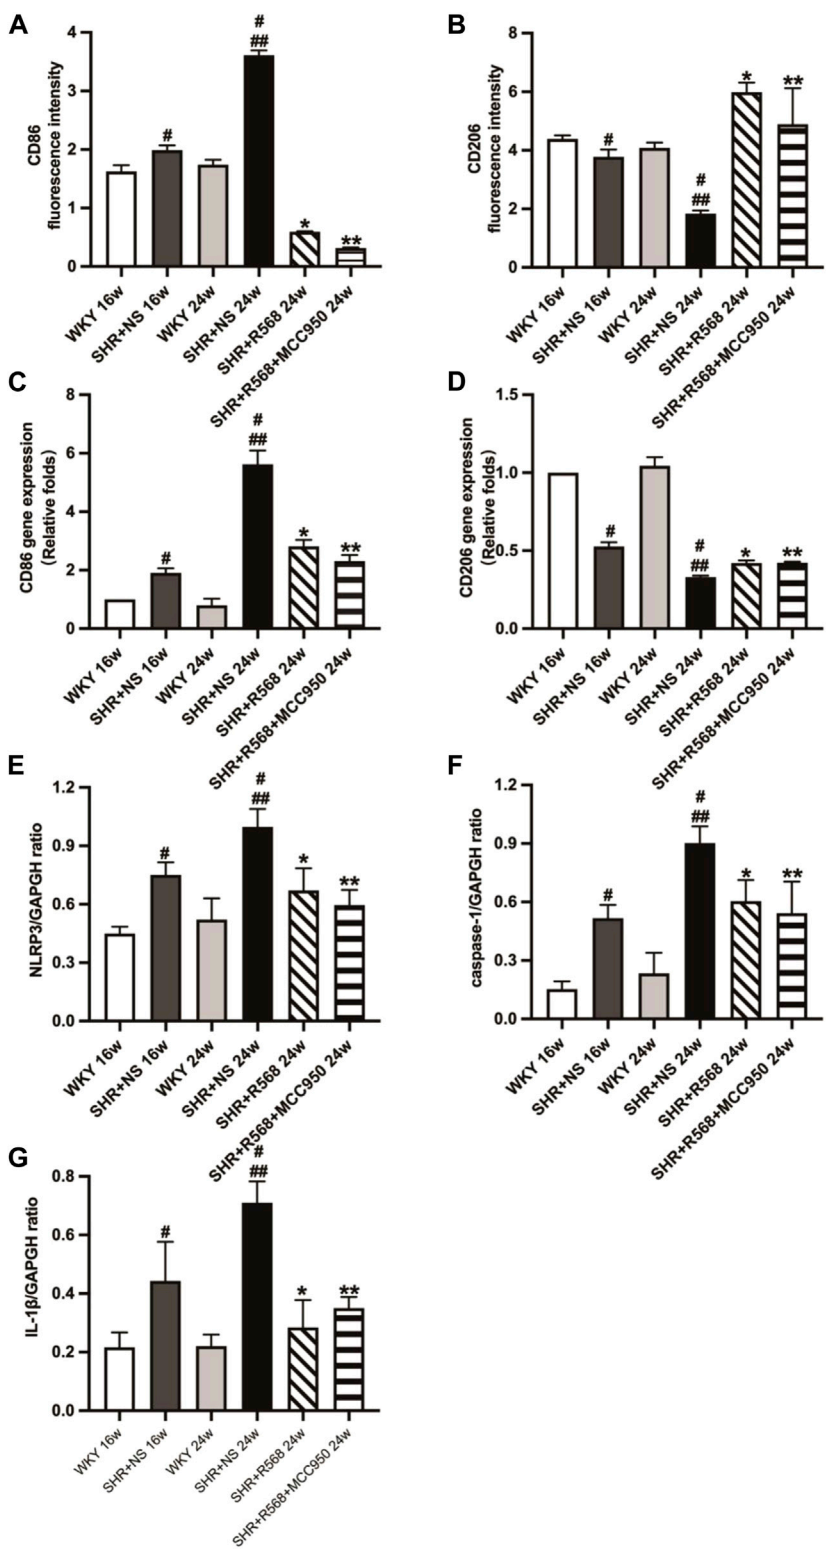 A
CD86
fluorescence intensity
4
3
2
1
0
#
#
##
*
**
WKY 16w
SHR+NS 16w
WKY 24w
SHR+NS 24w
SHR+R568 24w
SHR+R568+MCC950 24w
B
CD206
fluorescence intensity
8
6
4
2
0
#
#
##
*
**
WKY 16w
SHR+NS 16w
WKY 24w
SHR+NS 24w
SHR+R568 24w
SHR+R568+MCC950 24w
C
CD86 gene expression
(Relative folds)
8
6
4
2
0
#
#
##
*
**
WKY 16w
SHR+NS 16w
WKY 24w
SHR+NS 24w
SHR+R568 24w
SHR+R568+MCC950 24w
D
CD206 gene expression
(Relative folds)
1.5
1.0
0.5
0.0
#
#
##
*
**
WKY 16w
SHR+NS 16w
WKY 24w
SHR+NS 24w
SHR+R568 24w
SHR+R568+MCC950 24w
E
NLRP3/GAPGH ratio
1.2
0.9
0.6
0.3
0.0
#
#
##
*
**
WKY 16w
SHR+NS 16w
WKY 24w
SHR+NS 24w
SHR+R568 24w
SHR+R568+MCC950 24w
F
caspase-1/GAPGH ratio
1.2
0.9
0.6
0.3
0.0
#
#
##
*
**
WKY 16w
SHR+NS 16w
WKY 24w
SHR+NS 24w
SHR+R568 24w
SHR+R568+MCC950 24w
G
IL-1β/GAPGH ratio
0.8
0.6
0.4
0.2
0.0
#
#
##
*
**
WKY 16w
SHR+NS 16w
WKY 24w
SHR+NS 24w
SHR+R568 24w
SHR+R568+MCC950 24w